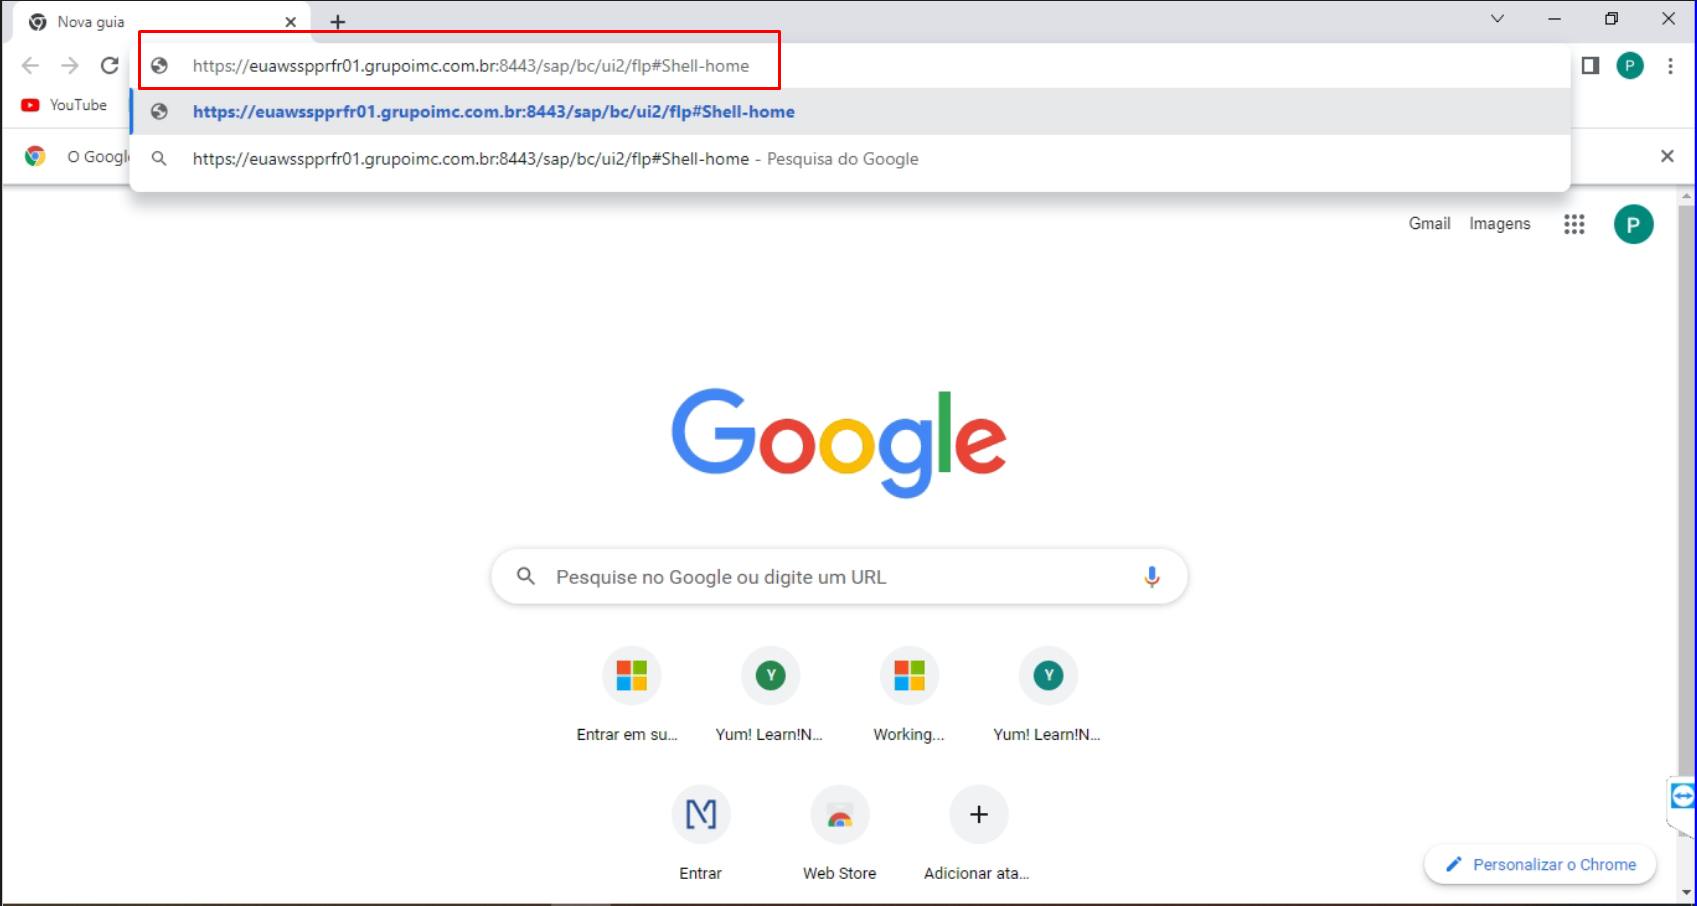 Nova guia
https://euawsspprfr01.grupoimc.com.br:8443/sap/bc/ui2/flp#Shell-home
P
YouTube
https://euawsspprfr01.grupoimc.com.br:8443/sap/bc/ui2/flp#Shell-home
O Google
https://euawsspprfr01.grupoimc.com.br:8443/sap/bc/ui2/flp#Shell-home - Pesquisa do Google
Gmail Imagens P
Google
Pesquise no Google ou digite um URL
Y Y
Entrar em su... Yum! Learn!N... Working... Yum! Learn!N...
Entrar Web Store Adicionar ata...
Personalizar o Chrome